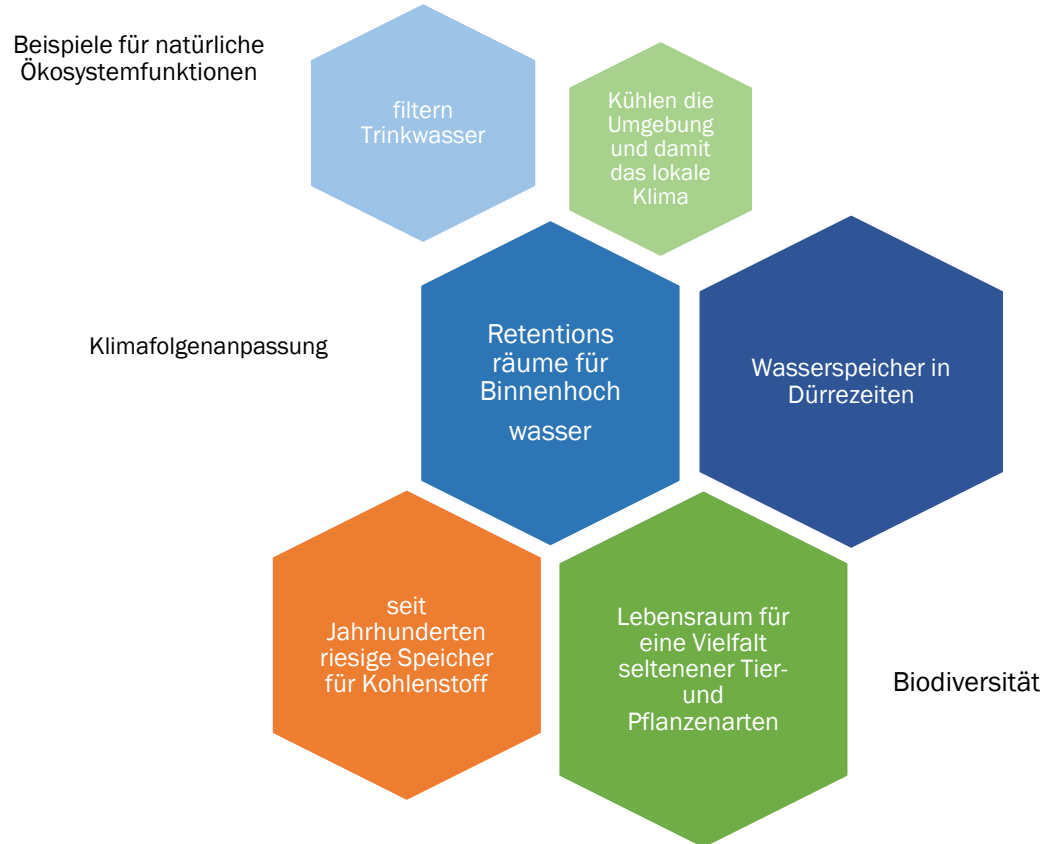 Beispiele für natürliche
Ökosystemfunktionen
filtern
Trinkwasser
Kühlen die
Umgebung
und damit
das lokale
Klima
Klimafolgenanpassung
Retentions
räume für
Binnenhoch
wasser
Wasserspeicher in
Dürrezeiten
seit
Jahrhunderten
riesige Speicher
für Kohlenstoff
Lebensraum für
eine Vielfalt
seltenener Tier-
und
Pflanzenarten
Biodiversität